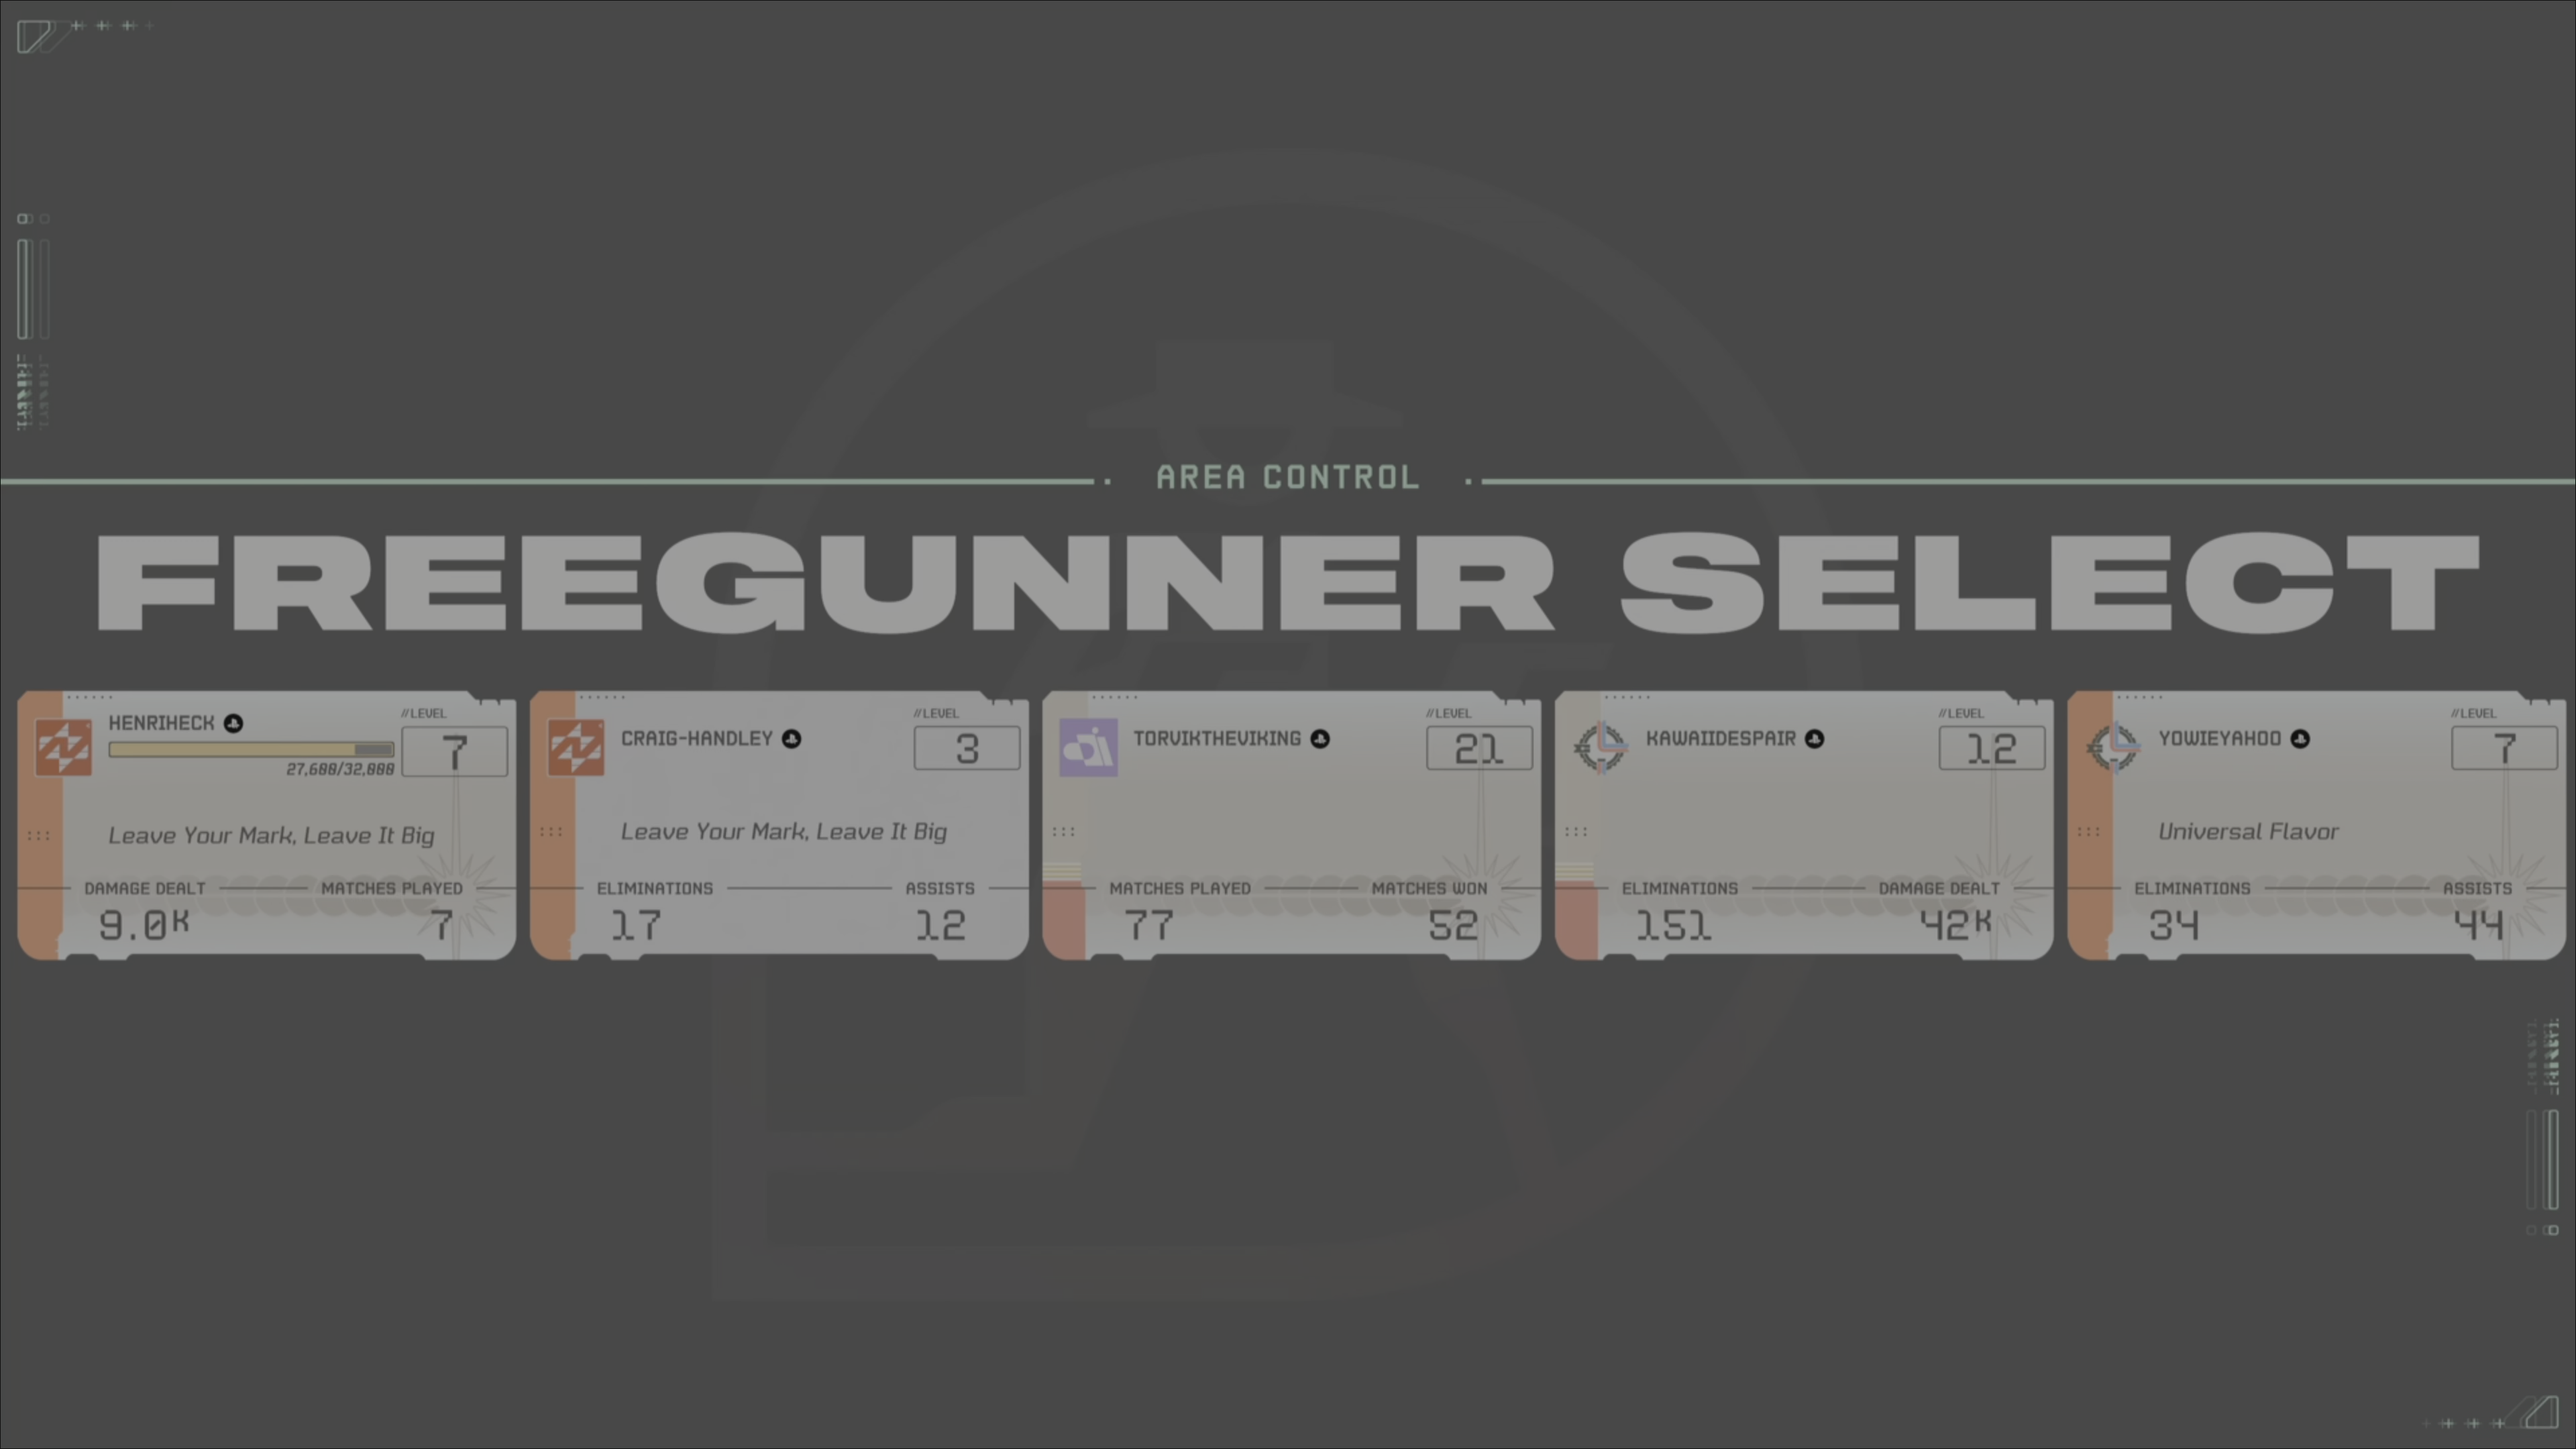 AREA CONTROL
FREEGUNNER SELECT
HENRIHECK
//LEVEL
7
27,600/32,000
Leave Your Mark, Leave It Big
DAMAGE DEALT MATCHES PLAYED
9.0K 7
CRAIG-HANDLEY
//LEVEL
3
Leave Your Mark, Leave It Big
ELIMINATIONS ASSISTS
17 12
TORVIKTHEVIKING
//LEVEL
21
MATCHES PLAYED MATCHES WON
77 52
KAWAIIDESPAIR
//LEVEL
12
ELIMINATIONS DAMAGE DEALT
151 42K
YOWIEYAHOO
//LEVEL
7
Universal Flavor
ELIMINATIONS ASSISTS
34 44